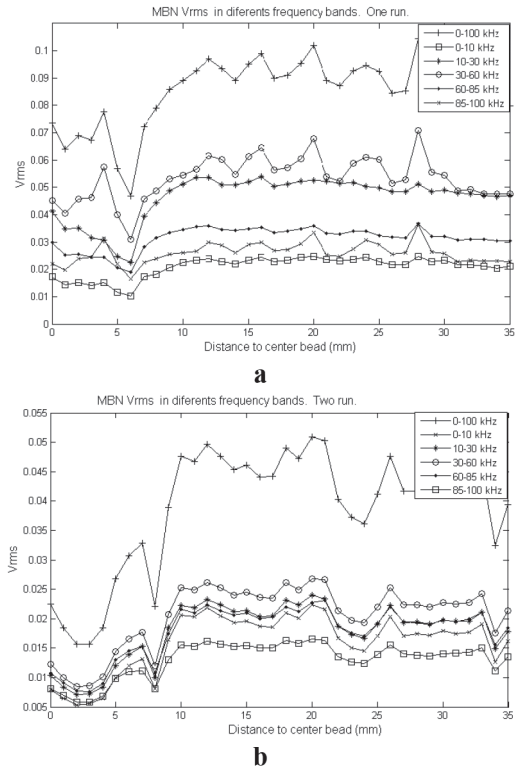 MBN Vrms in diferents frequency bands. One run.
0-100 kHz
0-10 kHz
10-30 kHz
30-60 kHz
60-85 kHz
85-100 kHz
0.1
0.09
0.08
0.07
0.06
0.05
0.04
0.03
0.02
0.01
0
Vrms
0 5 10 15 20 25 30 35
Distance to center bead (mm)
a
MBN Vrms in diferents frequency bands. Two run.
0-100 kHz
0-10 kHz
10-30 kHz
30-60 kHz
60-85 kHz
85-100 kHz
0.055
0.05
0.045
0.04
0.035
0.03
0.025
0.02
0.015
0.01
0.005
Vrms
0 5 10 15 20 25 30 35
Distance to center bead (mm)
b